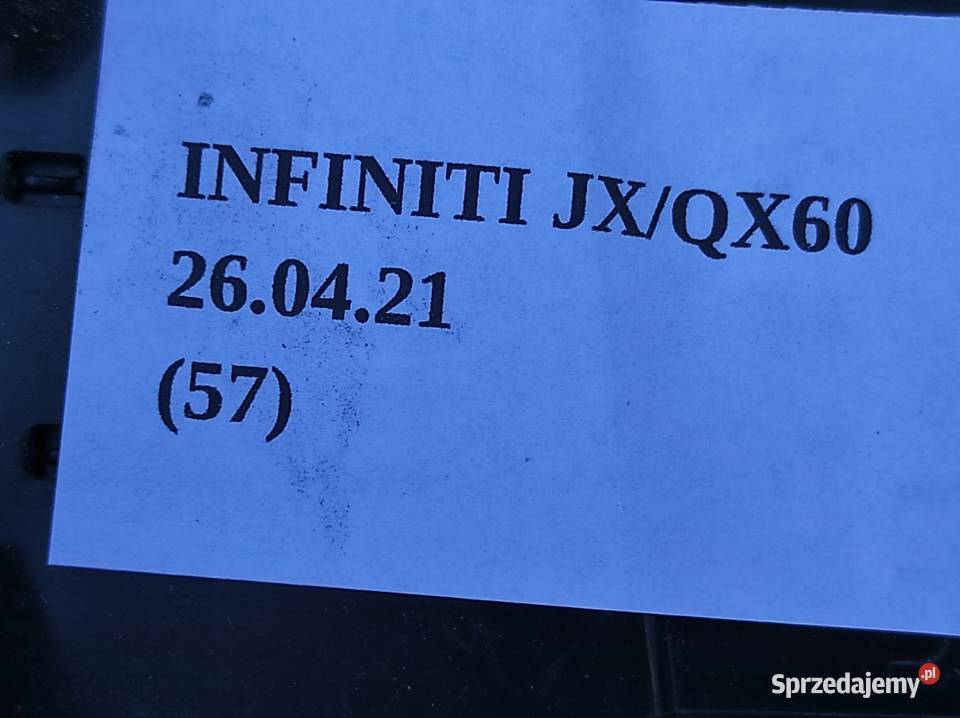 INFINITI JX/QX60
26.04.21
(57)
Sprzedajemy.pl